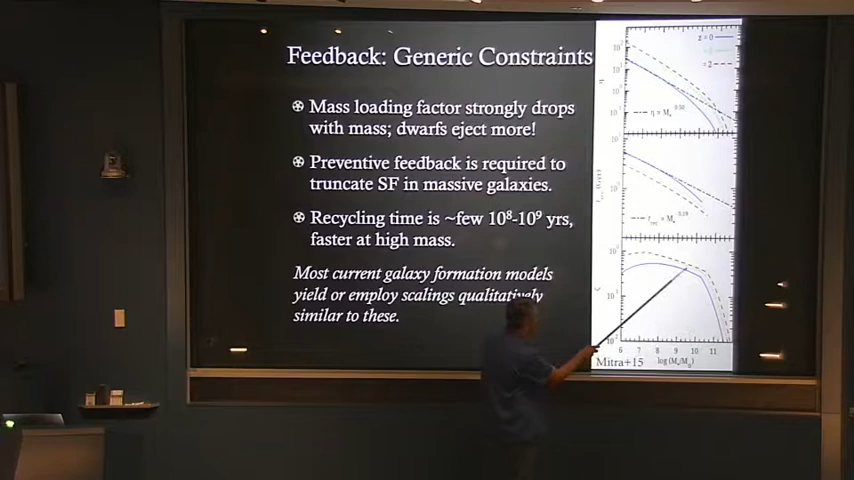 Feedback: Generic Constraints
Mass loading factor strongly drops
with mass; dwarfs eject more!
Preventive feedback is required to
truncate SF in massive galaxies.
Recycling time is ~few 10⁸-10⁹ yrs,
faster at high mass.
Most current galaxy formation models
yield or employ scalings qualitatively
similar to these.
z=0
=2
η
ζ
6 7 8 9 10 11
Mitra+15